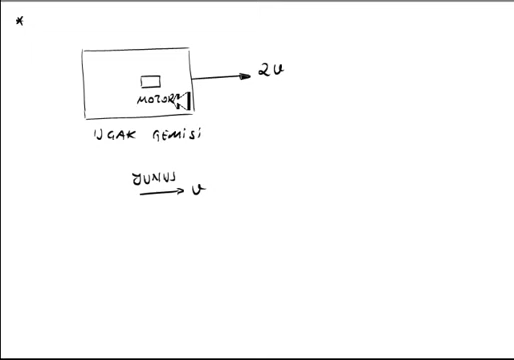 *
2v
MOTOR
UÇAK GEMİSİ
YUNUS
v